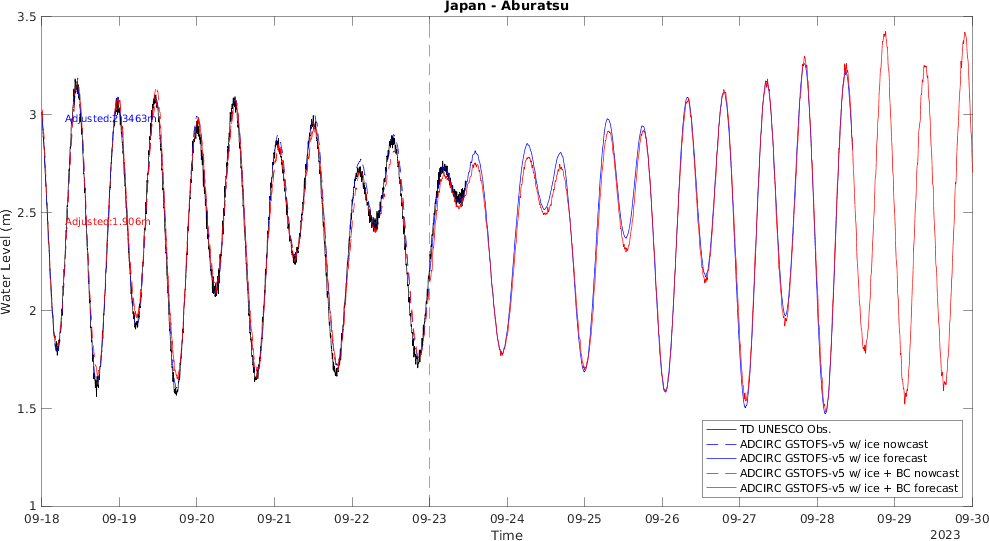 Japan - Aburatsu
3.5
3
2.5
2
1.5
1
Water Level (m)
Adjusted:2.3463m
Adjusted:1.906m
TD UNESCO Obs.
ADCIRC GSTOFS-v5 w/ ice nowcast
ADCIRC GSTOFS-v5 w/ ice forecast
ADCIRC GSTOFS-v5 w/ ice + BC nowcast
ADCIRC GSTOFS-v5 w/ ice + BC forecast
09-18 09-19 09-20 09-21 09-22 09-23 09-24 09-25 09-26 09-27 09-28 09-29 09-30
Time
2023